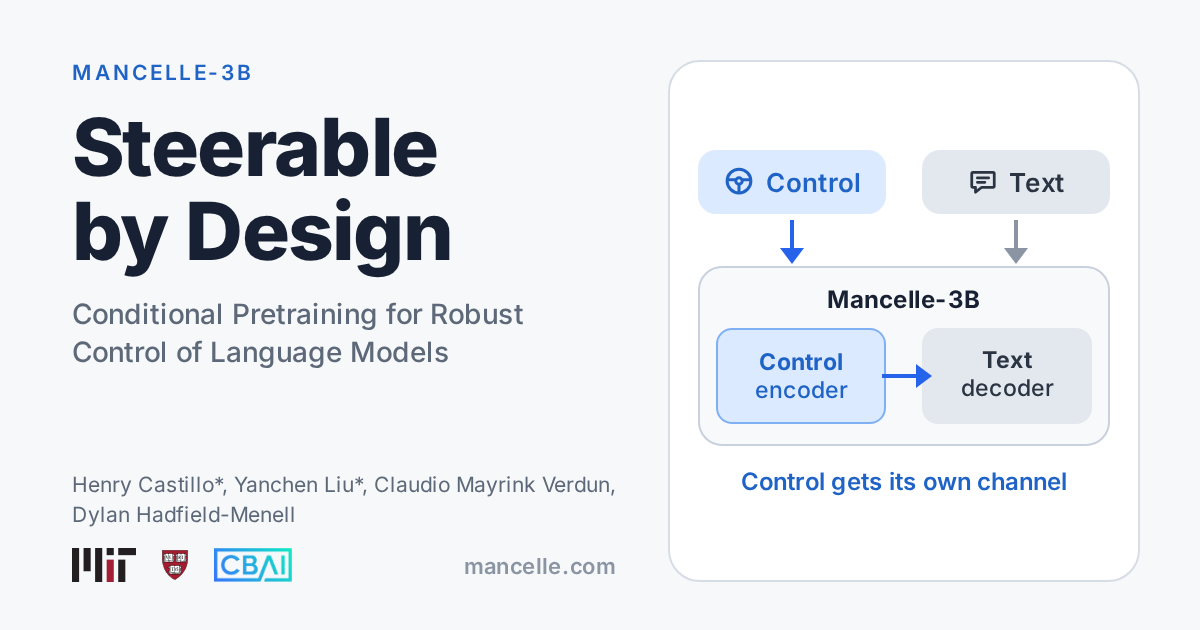 MANCELLE-3B
Steerable
by Design
Conditional Pretraining for Robust
Control of Language Models
Henry Castillo*, Yanchen Liu*, Claudio Mayrink Verdun,
Dylan Hadfield-Menell
MIT
CBAI
mancelle.com
Control
Text
Mancelle-3B
Control
encoder
Text
decoder
Control gets its own channel